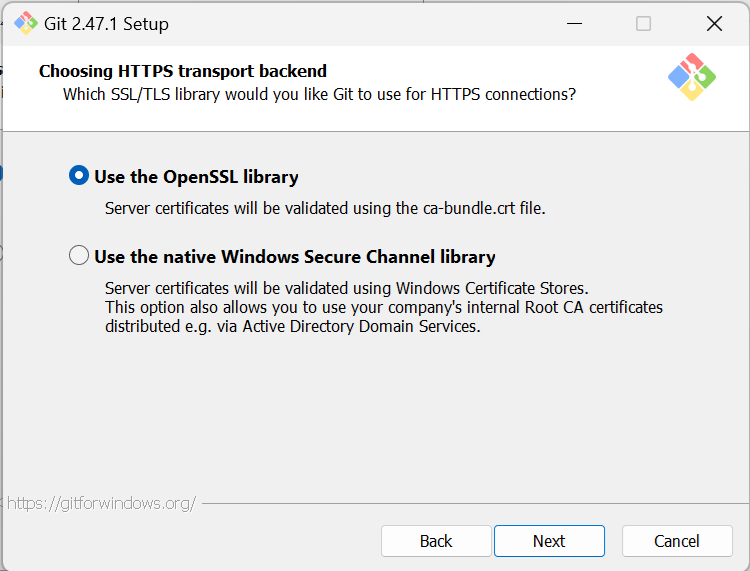 Git 2.47.1 Setup
Choosing HTTPS transport backend
Which SSL/TLS library would you like Git to use for HTTPS connections?
Use the OpenSSL library
Server certificates will be validated using the ca-bundle.crt file.
Use the native Windows Secure Channel library
Server certificates will be validated using Windows Certificate Stores.
This option also allows you to use your company's internal Root CA certificates
distributed e.g. via Active Directory Domain Services.
https://gitforwindows.org/
Back
Next
Cancel